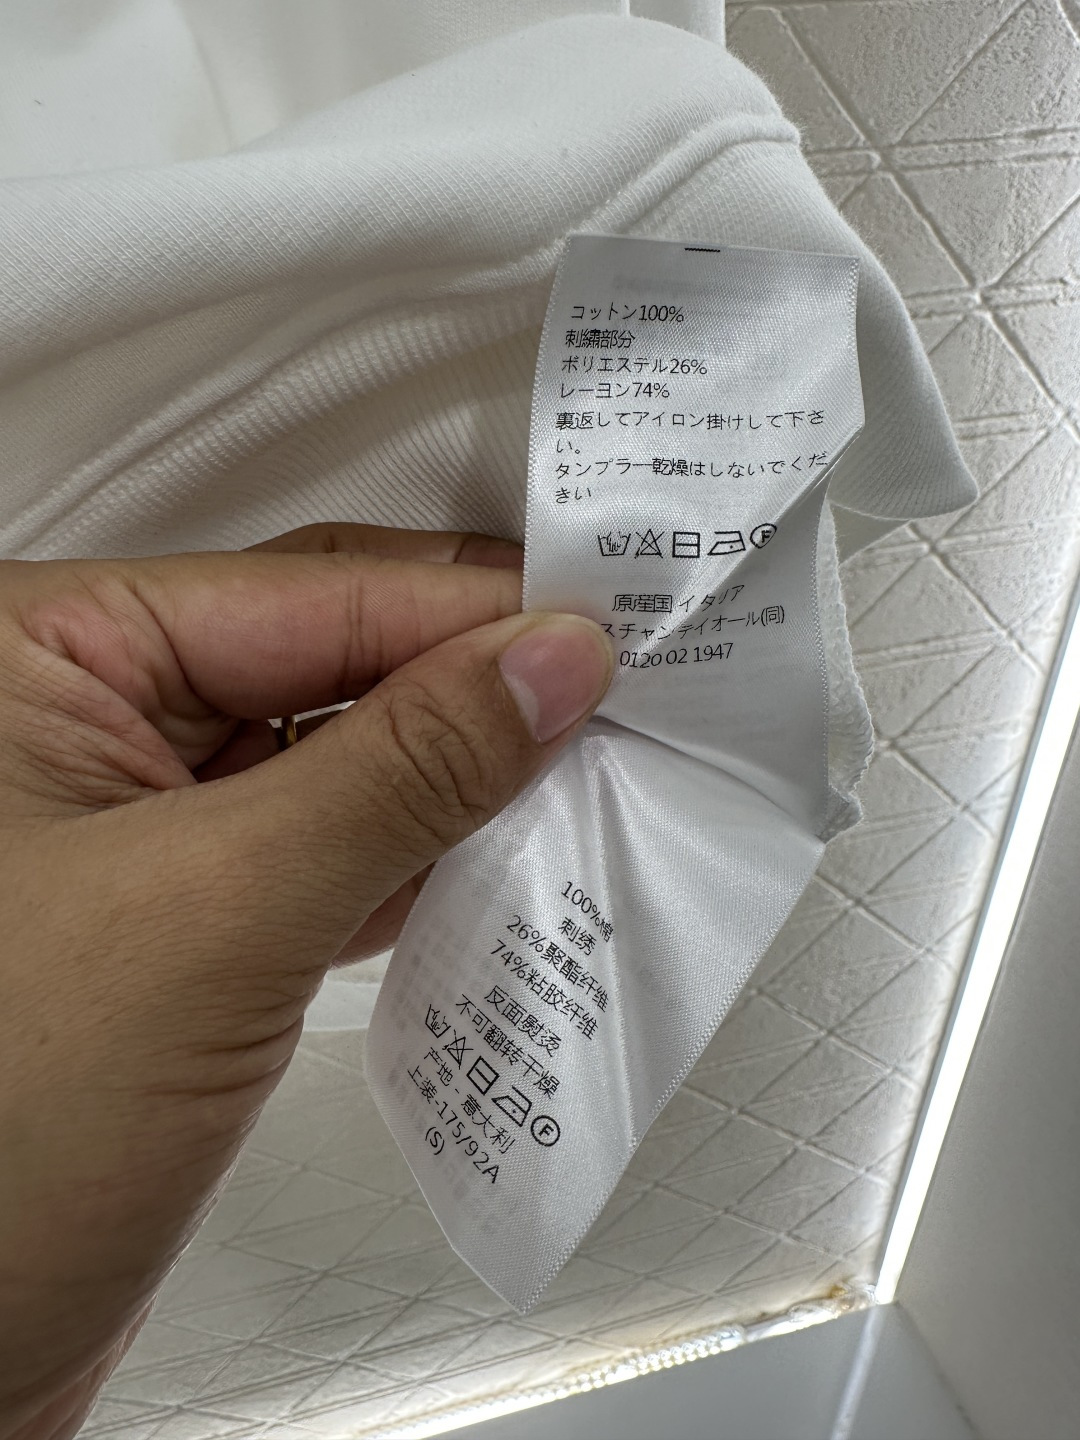 コットン100%
刺繍部分
ポリエステル26%
レーヨン74%
裏返してアイロン掛けして下さ
い。
タンプラー乾燥はしないでくだ
きい
F
原産国 イタリア
スチャンディオール(同)
0120 02 1947
100%棉
刺绣
26%聚酯纤维
74%粘胶纤维
反面熨烫
不可翻转干燥
F
产地 - 意大利
上装-175/92A
(S)